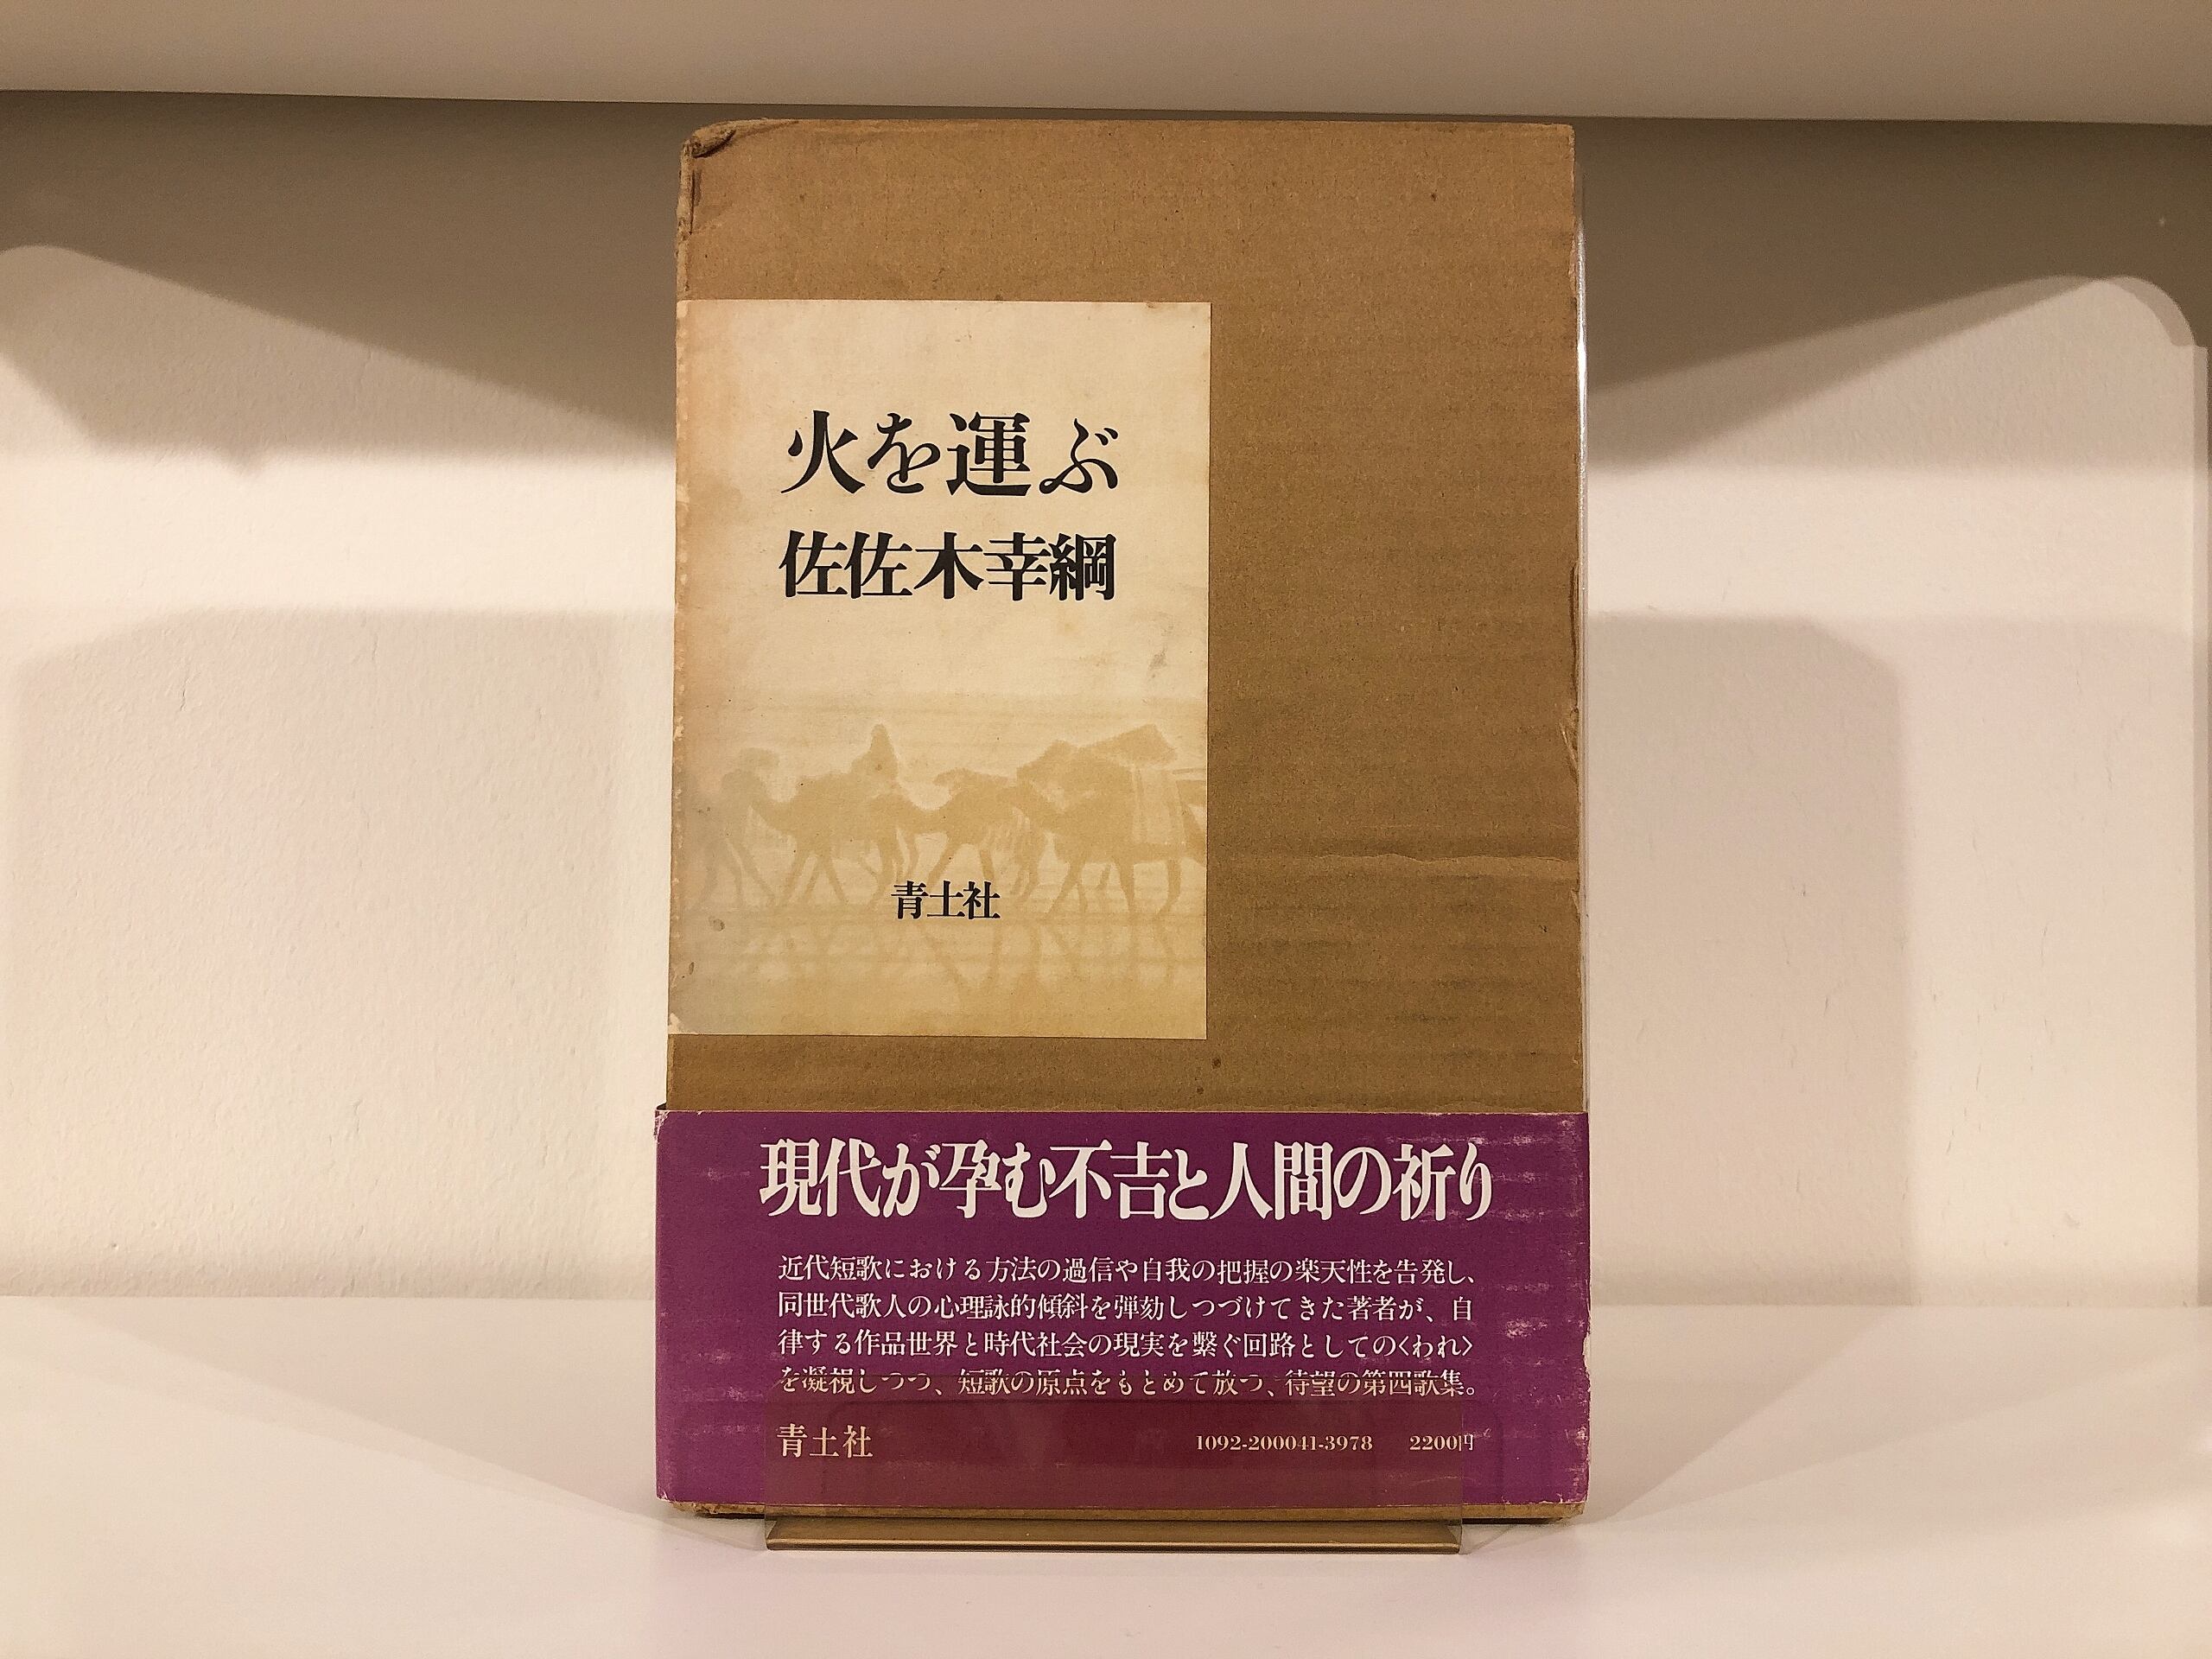 火を運ぶ
佐佐木幸綱
青土社
現代が孕む不吉と人間の祈り
近代短歌における方法の過信や自我の把握の楽天性を告発し、
同世代歌人の心理詠的傾斜を弾劾しつづけてきた著者が、自
律する作品世界と時代社会の現実を繫ぐ回路としての〈われ〉
を凝視しつつ、短歌の原点をもとめて放つ、待望の第四歌集。
青土社 1092-200041-3978 2200円